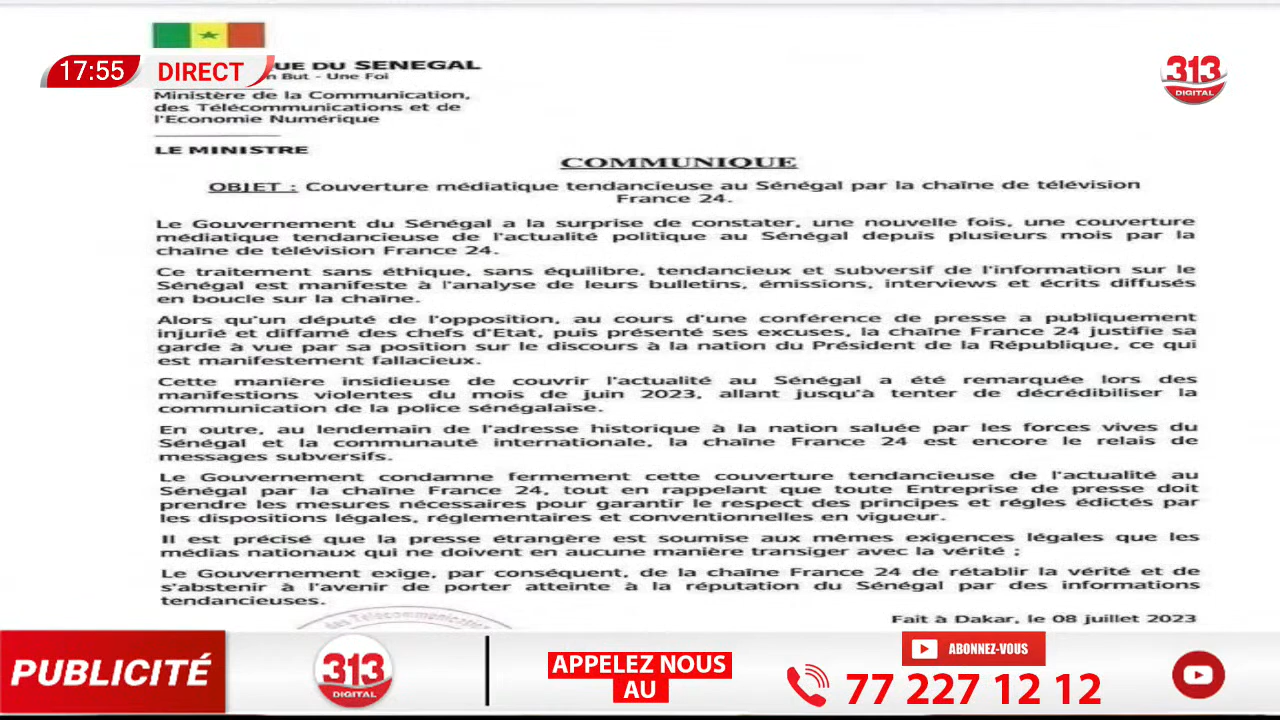 17:55
DIRECT
UE DU SENEGAL
n But - Une Foi
Ministère de la Communication,
des Télécommunications et de
l'Economie Numérique
LE MINISTRE
313
DIGITAL
COMMUNIQUE
OBJET : Couverture médiatique tendancieuse au Sénégal par la chaîne de télévision
France 24.
Le Gouvernement du Sénégal a la surprise de constater, une nouvelle fois, une couverture
médiatique tendancieuse de l'actualité politique au Sénégal depuis plusieurs mois par la
chaîne de télévision France 24.
Ce traitement sans éthique, sans équilibre, tendancieux et subversif de l'information sur le
Sénégal est manifeste à l'analyse de leurs bulletins, émissions, interviews et écrits diffusés
en boucle sur la chaîne.
Alors qu'un député de l'opposition, au cours d'une conférence de presse a publiquement
injurié et diffamé des chefs d'Etat, puis présenté ses excuses, la chaîne France 24 justifie sa
garde à vue par sa position sur le discours à la nation du Président de la République, ce qui
est manifestement fallacieux.
Cette manière insidieuse de couvrir l'actualité au Sénégal a été remarquée lors des
manifestions violentes du mois de juin 2023, allant jusqu'à tenter de décrédibiliser la
communication de la police sénégalaise.
En outre, au lendemain de l'adresse historique à la nation saluée par les forces vives du
Sénégal et la communauté internationale, la chaîne France 24 est encore le relais de
messages subversifs.
Le Gouvernement condamne fermement cette couverture tendancieuse de l'actualité au
Sénégal par la chaîne France 24, tout en rappelant que toute Entreprise de presse doit
prendre les mesures nécessaires pour garantir le respect des principes et régles édictés par
les dispositions légales, réglementaires et conventionnelles en vigueur.
Il est précisé que la presse étrangère est soumise aux mêmes exigences légales que les
médias nationaux qui ne doivent en aucune manière transiger avec la vérité ;
Le Gouvernement exige, par conséquent, de la chaîne France 24 de rétablir la vérité et de
s'abstenir à l'avenir de porter atteinte à la réputation du Sénégal par des informations
tendancieuses.
des Télécommunication
Fait à Dakar, le 08 juillet 2023
PUBLICITÉ
313
DIGITAL
APPELEZ NOUS
AU
ABONNEZ-VOUS
77 227 12 12